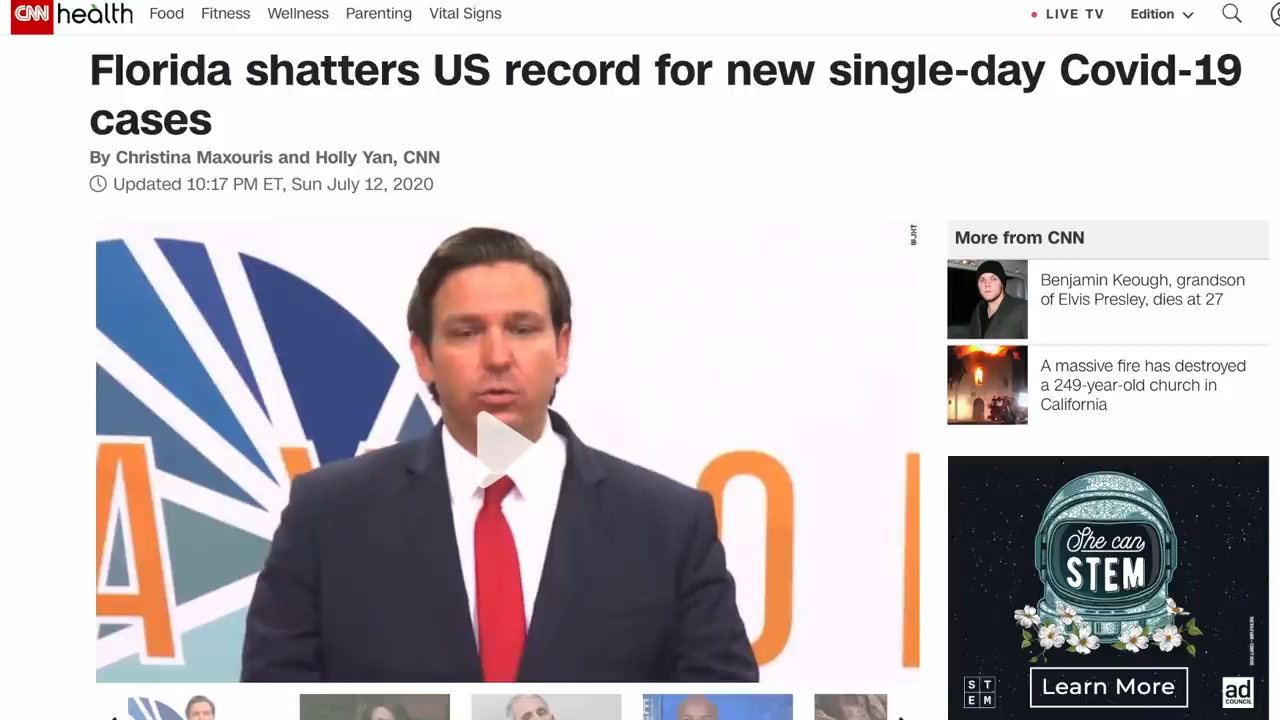 CNN health Food Fitness Wellness Parenting Vital Signs LIVE TV Edition
Florida shatters US record for new single-day Covid-19
cases
By Christina Maxouris and Holly Yan, CNN
Updated 10:17 PM ET, Sun July 12, 2020
WJXT
More from CNN
Benjamin Keough, grandson
of Elvis Presley, dies at 27
A massive fire has destroyed
a 249-year-old church in
California
She can
STEM
Learn More
ST
EM
ad
COUNCIL